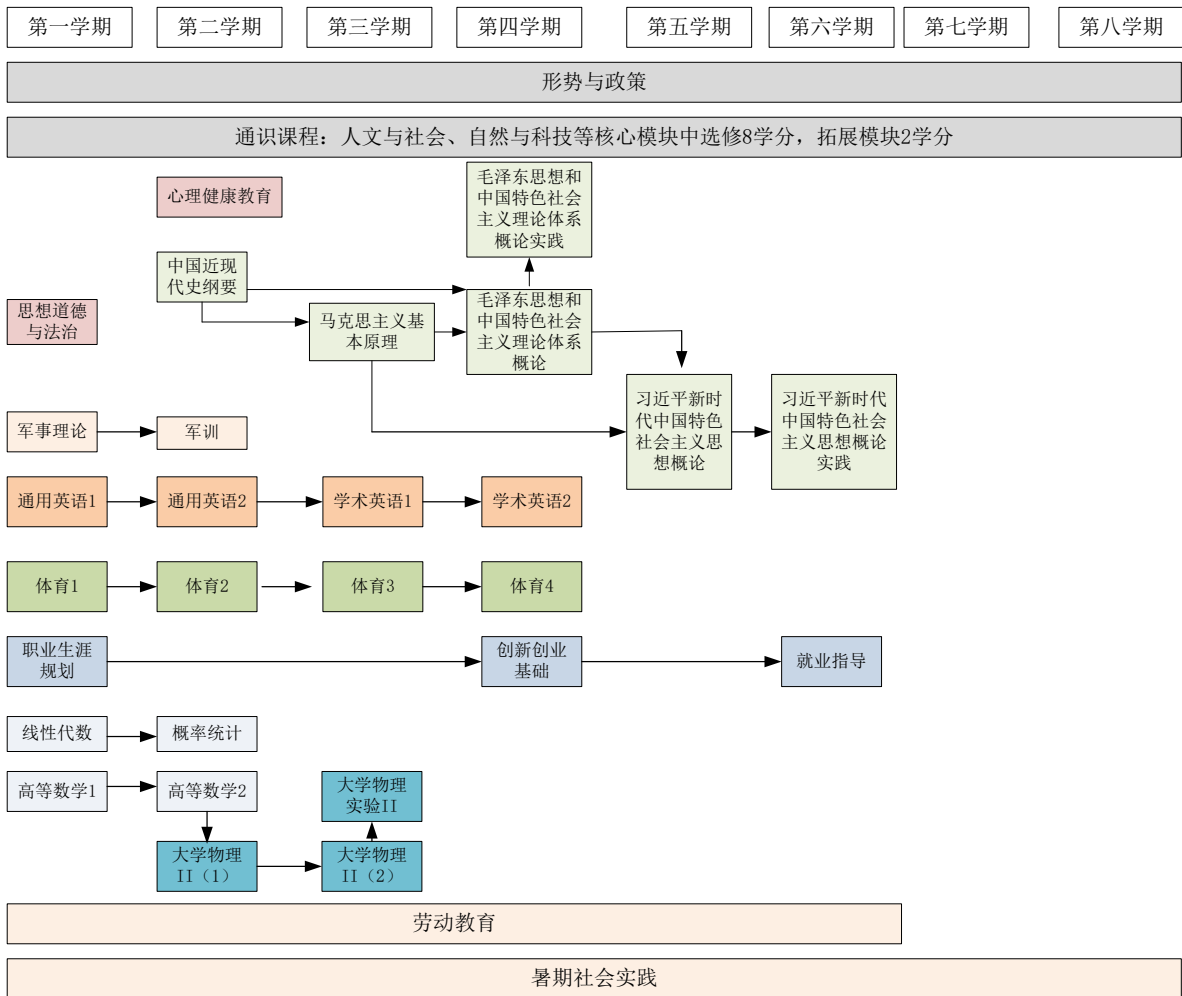 第一学期
第二学期
第三学期
第四学期
第五学期
第六学期
第七学期
第八学期
形势与政策
通识课程：人文与社会、自然与科技等核心模块中选修8学分，拓展模块2学分
心理健康教育
毛泽东思想和
中国特色社会
主义理论体系
概论实践
中国近现
代史纲要
思想道德
与法治
马克思主义基
本原理
毛泽东思想和
中国特色社会
主义理论体系
概论
习近平新时
代中国特色
社会主义思
想概论
习近平新时代
中国特色社会
主义思想概论
实践
军事理论
军训
通用英语1
通用英语2
学术英语1
学术英语2
体育1
体育2
体育3
体育4
职业生涯
规划
创新创业
基础
就业指导
线性代数
概率统计
高等数学1
高等数学2
大学物理
实验II
大学物理
II（1）
大学物理
II（2）
劳动教育
暑期社会实践